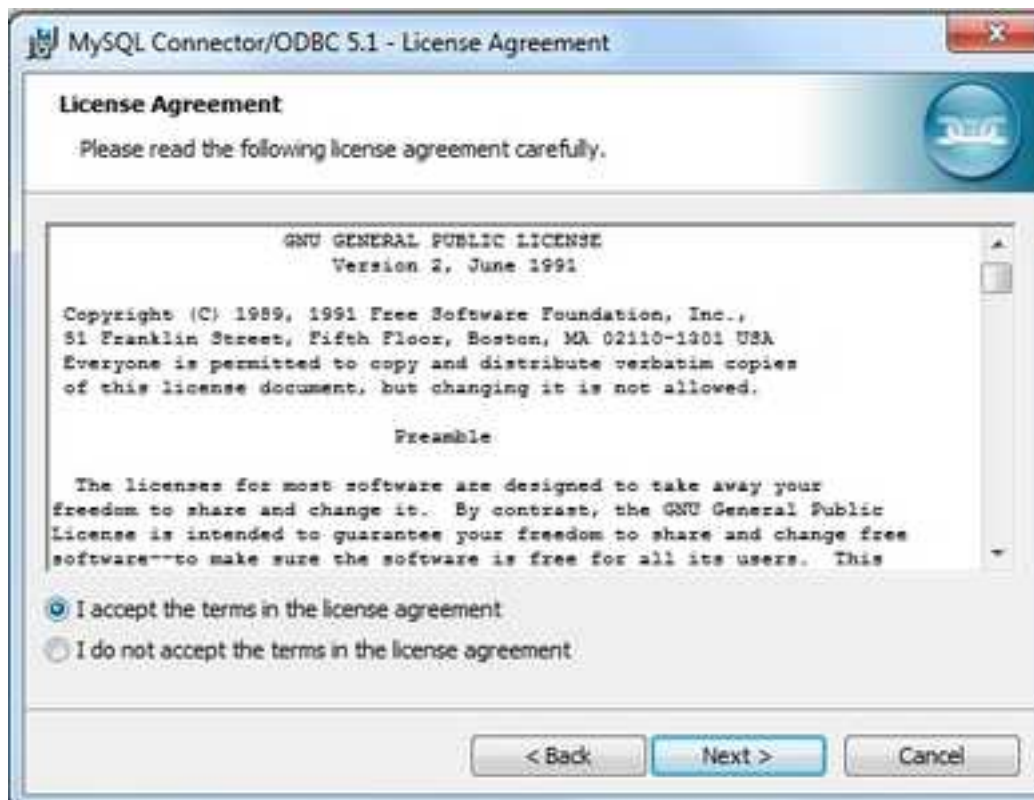 MySQL Connector/ODBC 5.1 - License Agreement
License Agreement
Please read the following license agreement carefully.
GNU GENERAL PUBLIC LICENSE
Version 2, June 1991
Copyright (C) 1989, 1991 Free Software Foundation, Inc.,
51 Franklin Street, Fifth Floor, Boston, MA 02110-1301 USA
Everyone is permitted to copy and distribute verbatim copies
of this license document, but changing it is not allowed.
Preamble
The licenses for most software are designed to take away your
freedom to share and change it.  By contrast, the GNU General Public
License is intended to guarantee your freedom to share and change free
software--to make sure the software is free for all its users.  This
I accept the terms in the license agreement
I do not accept the terms in the license agreement
< Back Next > Cancel